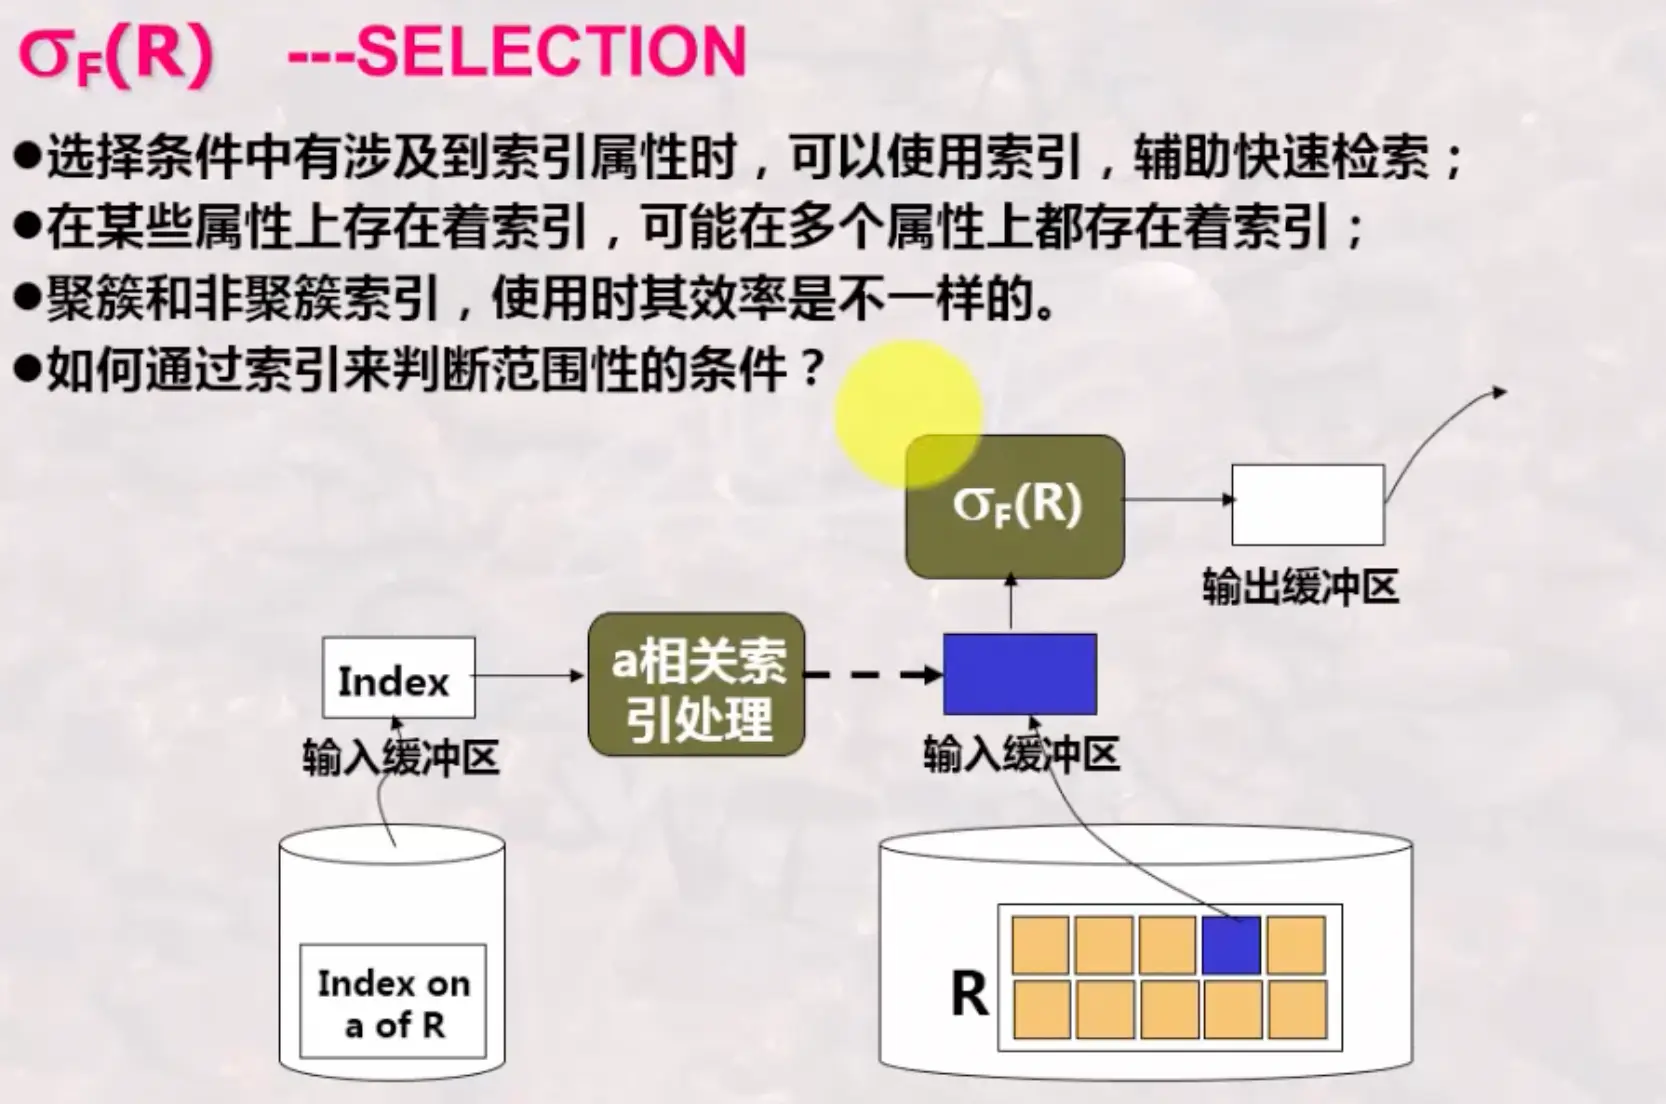 σF(R) ---SELECTION
●选择条件中有涉及到索引属性时，可以使用索引，辅助快速检索；
●在某些属性上存在着索引，可能在多个属性上都存在着索引；
●聚簇和非聚簇索引，使用时其效率是不一样的。
●如何通过索引来判断范围性的条件？
σF(R)
输出缓冲区
Index
a相关索
引处理
输入缓冲区
输入缓冲区
Index on
a of R
R